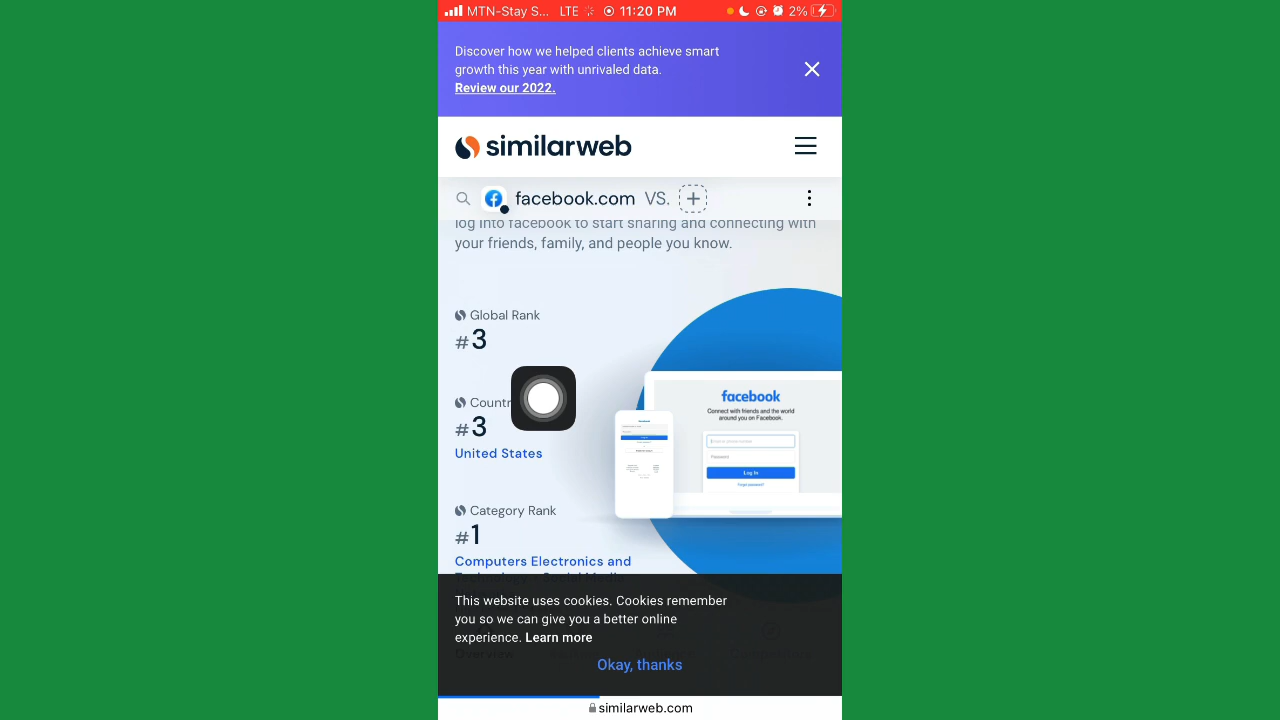 MTN-Stay S... LTE 11:20 PM 2%
Discover how we helped clients achieve smart
growth this year with unrivaled data.
Review our 2022.
similarweb
facebook.com VS. +
log into facebook to start sharing and connecting with
your friends, family, and people you know.
Global Rank
#3
Countr
#3
United States
Category Rank
#1
Computers Electronics and
facebook
Connect with friends and the world
around you on Facebook.
Password
Log In
Forgot password?
This website uses cookies. Cookies remember
you so we can give you a better online
experience. Learn more
Okay, thanks
similarweb.com